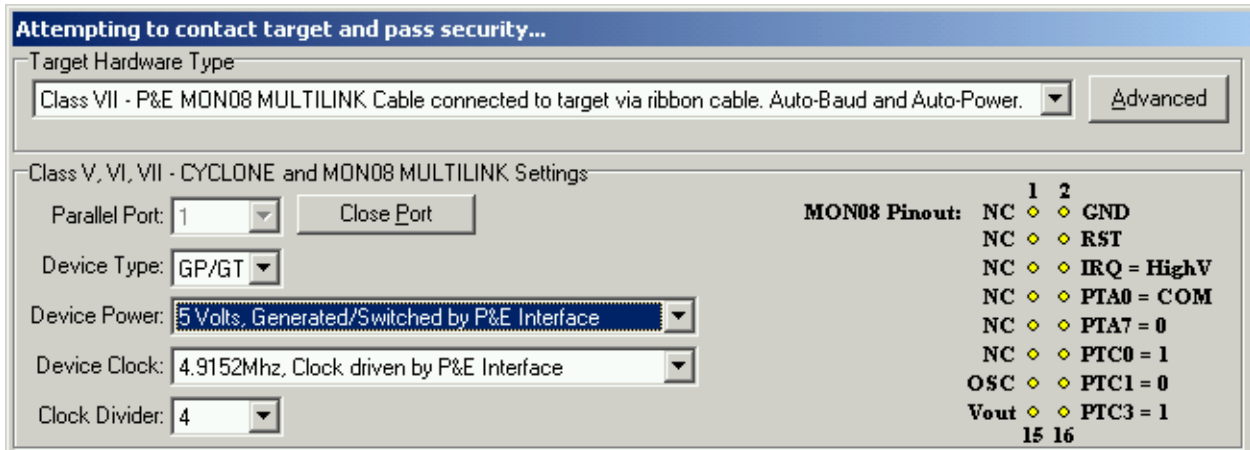 Attempting to contact target and pass security...
Target Hardware Type
Class VII - P&E MON08 MULTILINK Cable connected to target via ribbon cable. Auto-Baud and Auto-Power.
Advanced
Class V, VI, VII - CYCLONE and MON08 MULTILINK Settings
Parallel Port: 1 Close Port
Device Type: GP/GT
Device Power: 5 Volts, Generated/Switched by P&E Interface
Device Clock: 4.9152Mhz, Clock driven by P&E Interface
Clock Divider: 4
1 2
MON08 Pinout: NC GND
NC RST
NC IRQ = HighV
NC PTA0 = COM
NC PTA7 = 0
NC PTC0 = 1
OSC PTC1 = 0
Vout PTC3 = 1
15 16